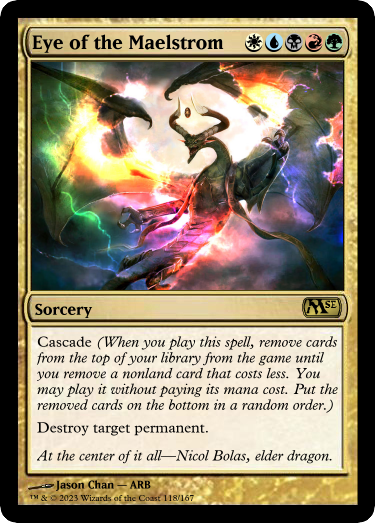 Eye of the Maelstrom
Sorcery
MSE
Cascade (When you play this spell, remove cards
from the top of your library from the game until
you remove a nonland card that costs less. You
may play it without paying its mana cost. Put the
removed cards on the bottom in a random order.)
Destroy target permanent.
At the center of it all—Nicol Bolas, elder dragon.
Jason Chan — ARB
™ & © 2023 Wizards of the Coast 118/167